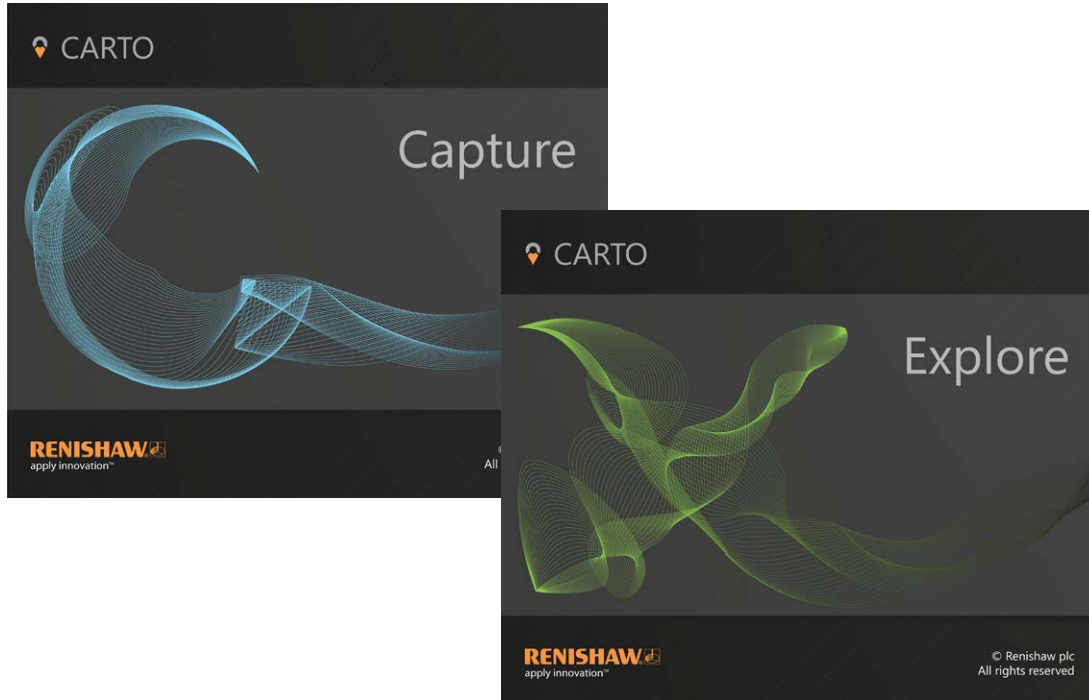 CARTO
Capture
RENISHAW
apply innovation™
All
CARTO
Explore
RENISHAW
apply innovation™
© Renishaw plc
All rights reserved